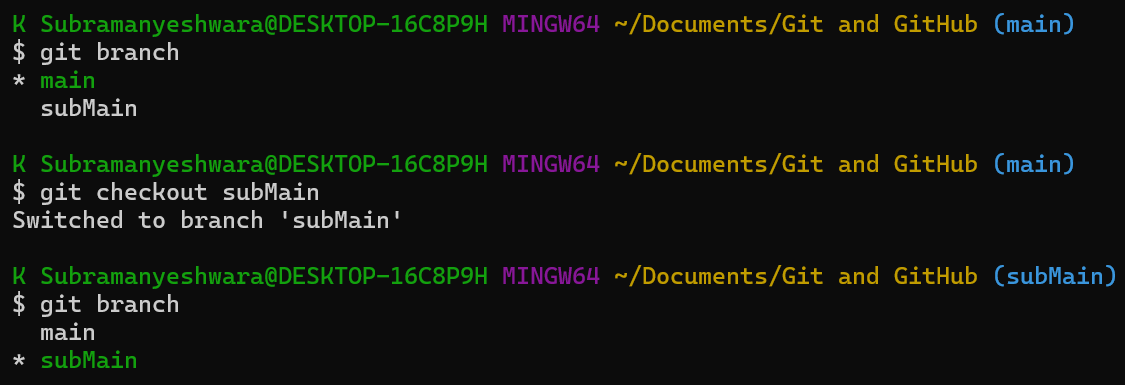 K Subramanyeshwara@DESKTOP-16C8P9H MINGW64 ~/Documents/Git and GitHub (main)
$ git branch
* main
  subMain

K Subramanyeshwara@DESKTOP-16C8P9H MINGW64 ~/Documents/Git and GitHub (main)
$ git checkout subMain
Switched to branch 'subMain'

K Subramanyeshwara@DESKTOP-16C8P9H MINGW64 ~/Documents/Git and GitHub (subMain)
$ git branch
  main
* subMain